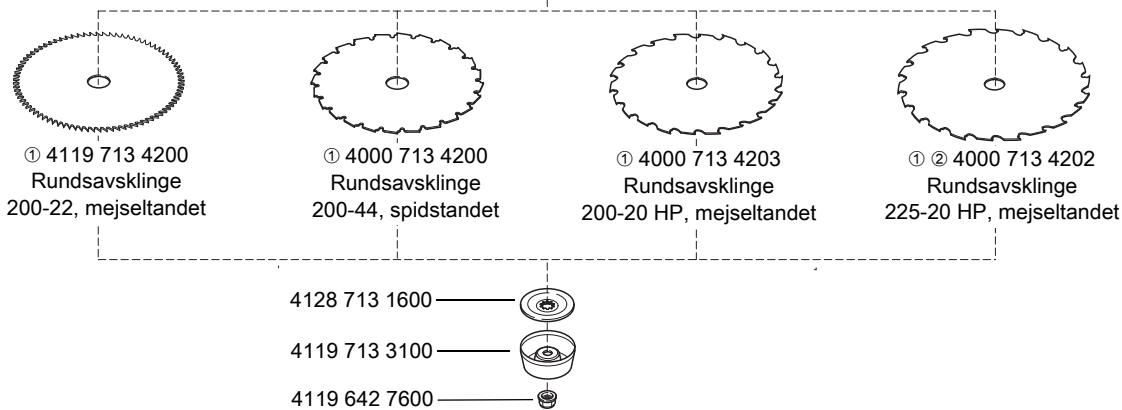 ① 4119 713 4200
Rundsavsklinge
200-22, mejseltandet
① 4000 713 4200
Rundsavsklinge
200-44, spidstandet
① 4000 713 4203
Rundsavsklinge
200-20 HP, mejseltandet
① ② 4000 713 4202
Rundsavsklinge
225-20 HP, mejseltandet
4128 713 1600
4119 713 3100
4119 642 7600